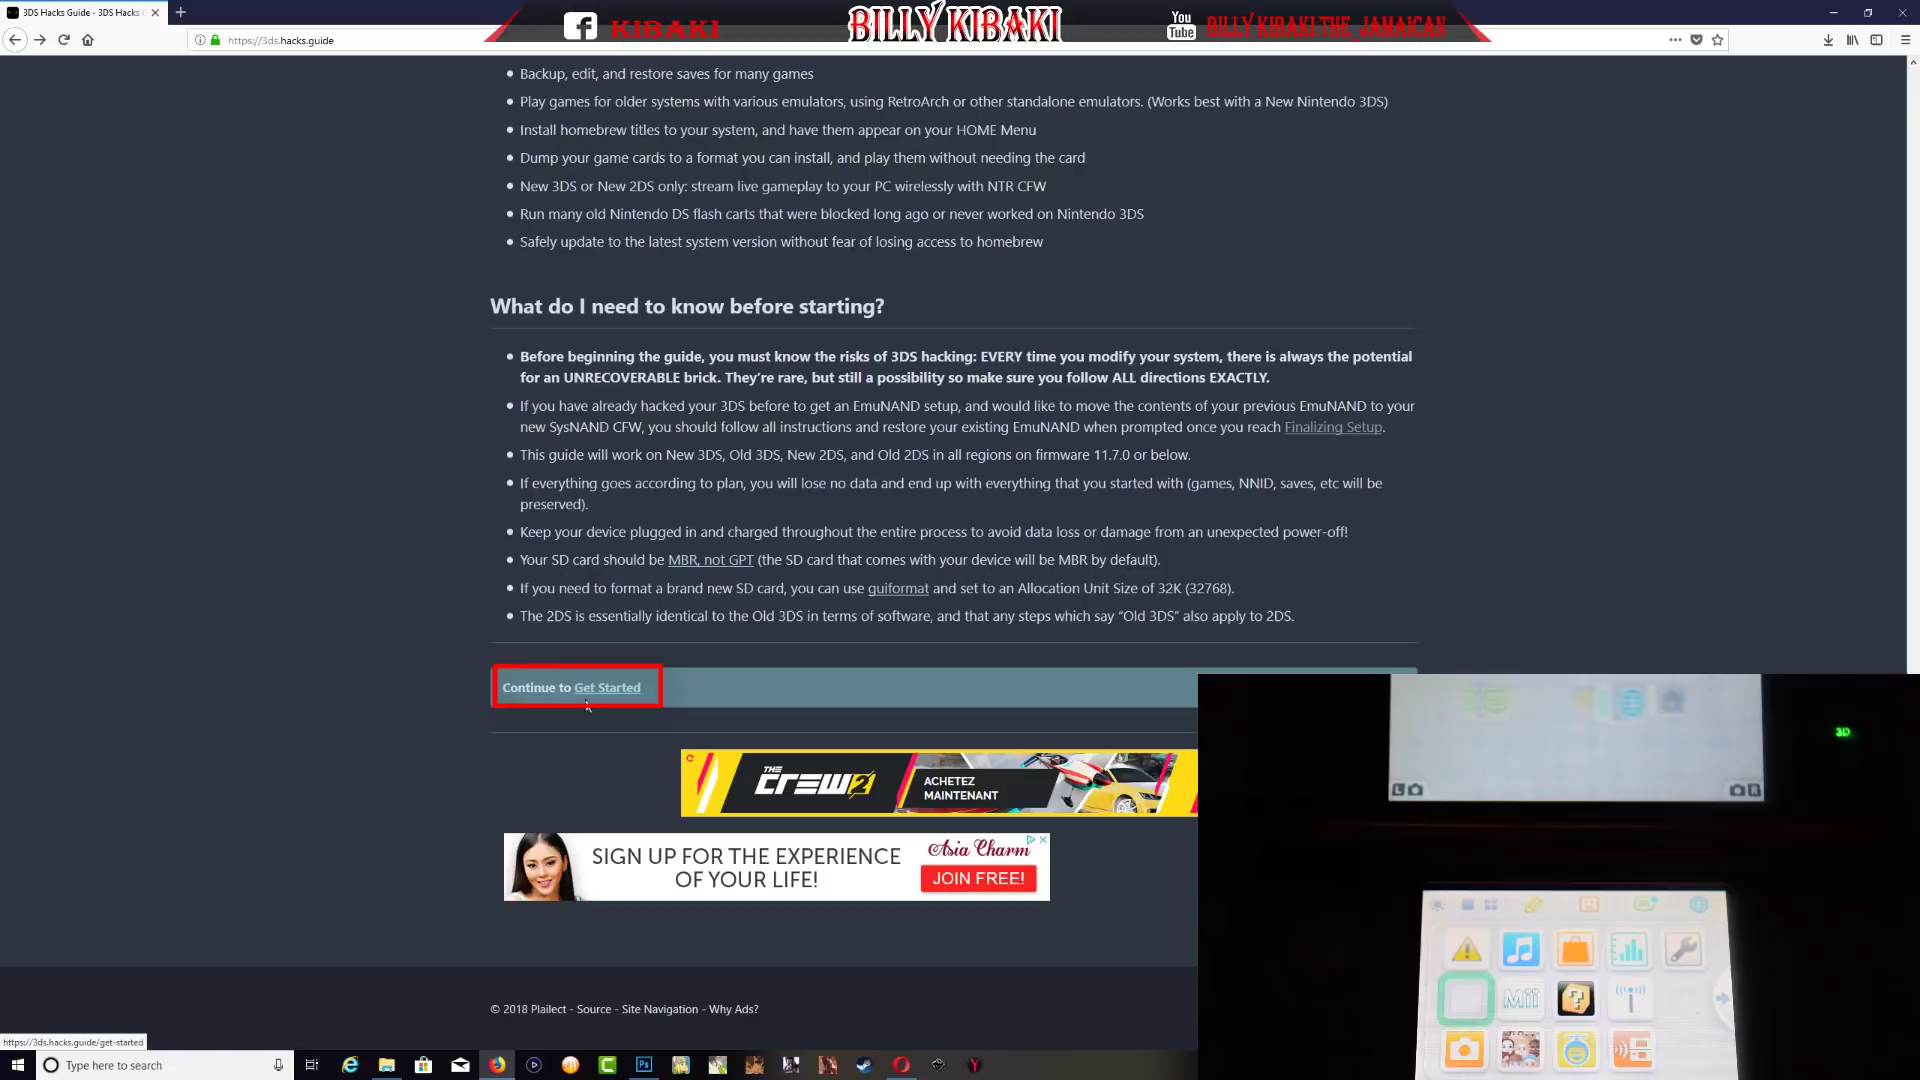 3DS Hacks Guide - 3DS Hacks
KIBAKI
BILLY KIBAKI
You
Tube
BILLY KIBAKI THE_JAMAICAN
https://3ds.hacks.guide
Backup, edit, and restore saves for many games
Play games for older systems with various emulators, using RetroArch or other standalone emulators. (Works best with a New Nintendo 3DS)
Install homebrew titles to your system, and have them appear on your HOME Menu
Dump your game cards to a format you can install, and play them without needing the card
New 3DS or New 2DS only: stream live gameplay to your PC wirelessly with NTR CFW
Run many old Nintendo DS flash carts that were blocked long ago or never worked on Nintendo 3DS
Safely update to the latest system version without fear of losing access to homebrew
What do I need to know before starting?
Before beginning the guide, you must know the risks of 3DS hacking: EVERY time you modify your system, there is always the potential
for an UNRECOVERABLE brick. They’re rare, but still a possibility so make sure you follow ALL directions EXACTLY.
If you have already hacked your 3DS before to get an EmuNAND setup, and would like to move the contents of your previous EmuNAND to your
new SysNAND CFW, you should follow all instructions and restore your existing EmuNAND when prompted once you reach Finalizing Setup.
This guide will work on New 3DS, Old 3DS, New 2DS, and Old 2DS in all regions on firmware 11.7.0 or below.
If everything goes according to plan, you will lose no data and end up with everything that you started with (games, NNID, saves, etc will be
preserved).
Keep your device plugged in and charged throughout the entire process to avoid data loss or damage from an unexpected power-off!
Your SD card should be MBR, not GPT (the SD card that comes with your device will be MBR by default).
If you need to format a brand new SD card, you can use guiformat and set to an Allocation Unit Size of 32K (32768).
The 2DS is essentially identical to the Old 3DS in terms of software, and that any steps which say “Old 3DS” also apply to 2DS.
Continue to Get Started
3D
THE
CREW2
ACHETEZ
MAINTENANT
L
R
SIGN UP FOR THE EXPERIENCE
OF YOUR LIFE!
Asia Charm
JOIN FREE!
Mii
© 2018 Plailect - Source - Site Navigation - Why Ads?
https://3ds.hacks.guide/get-started
Type here to search